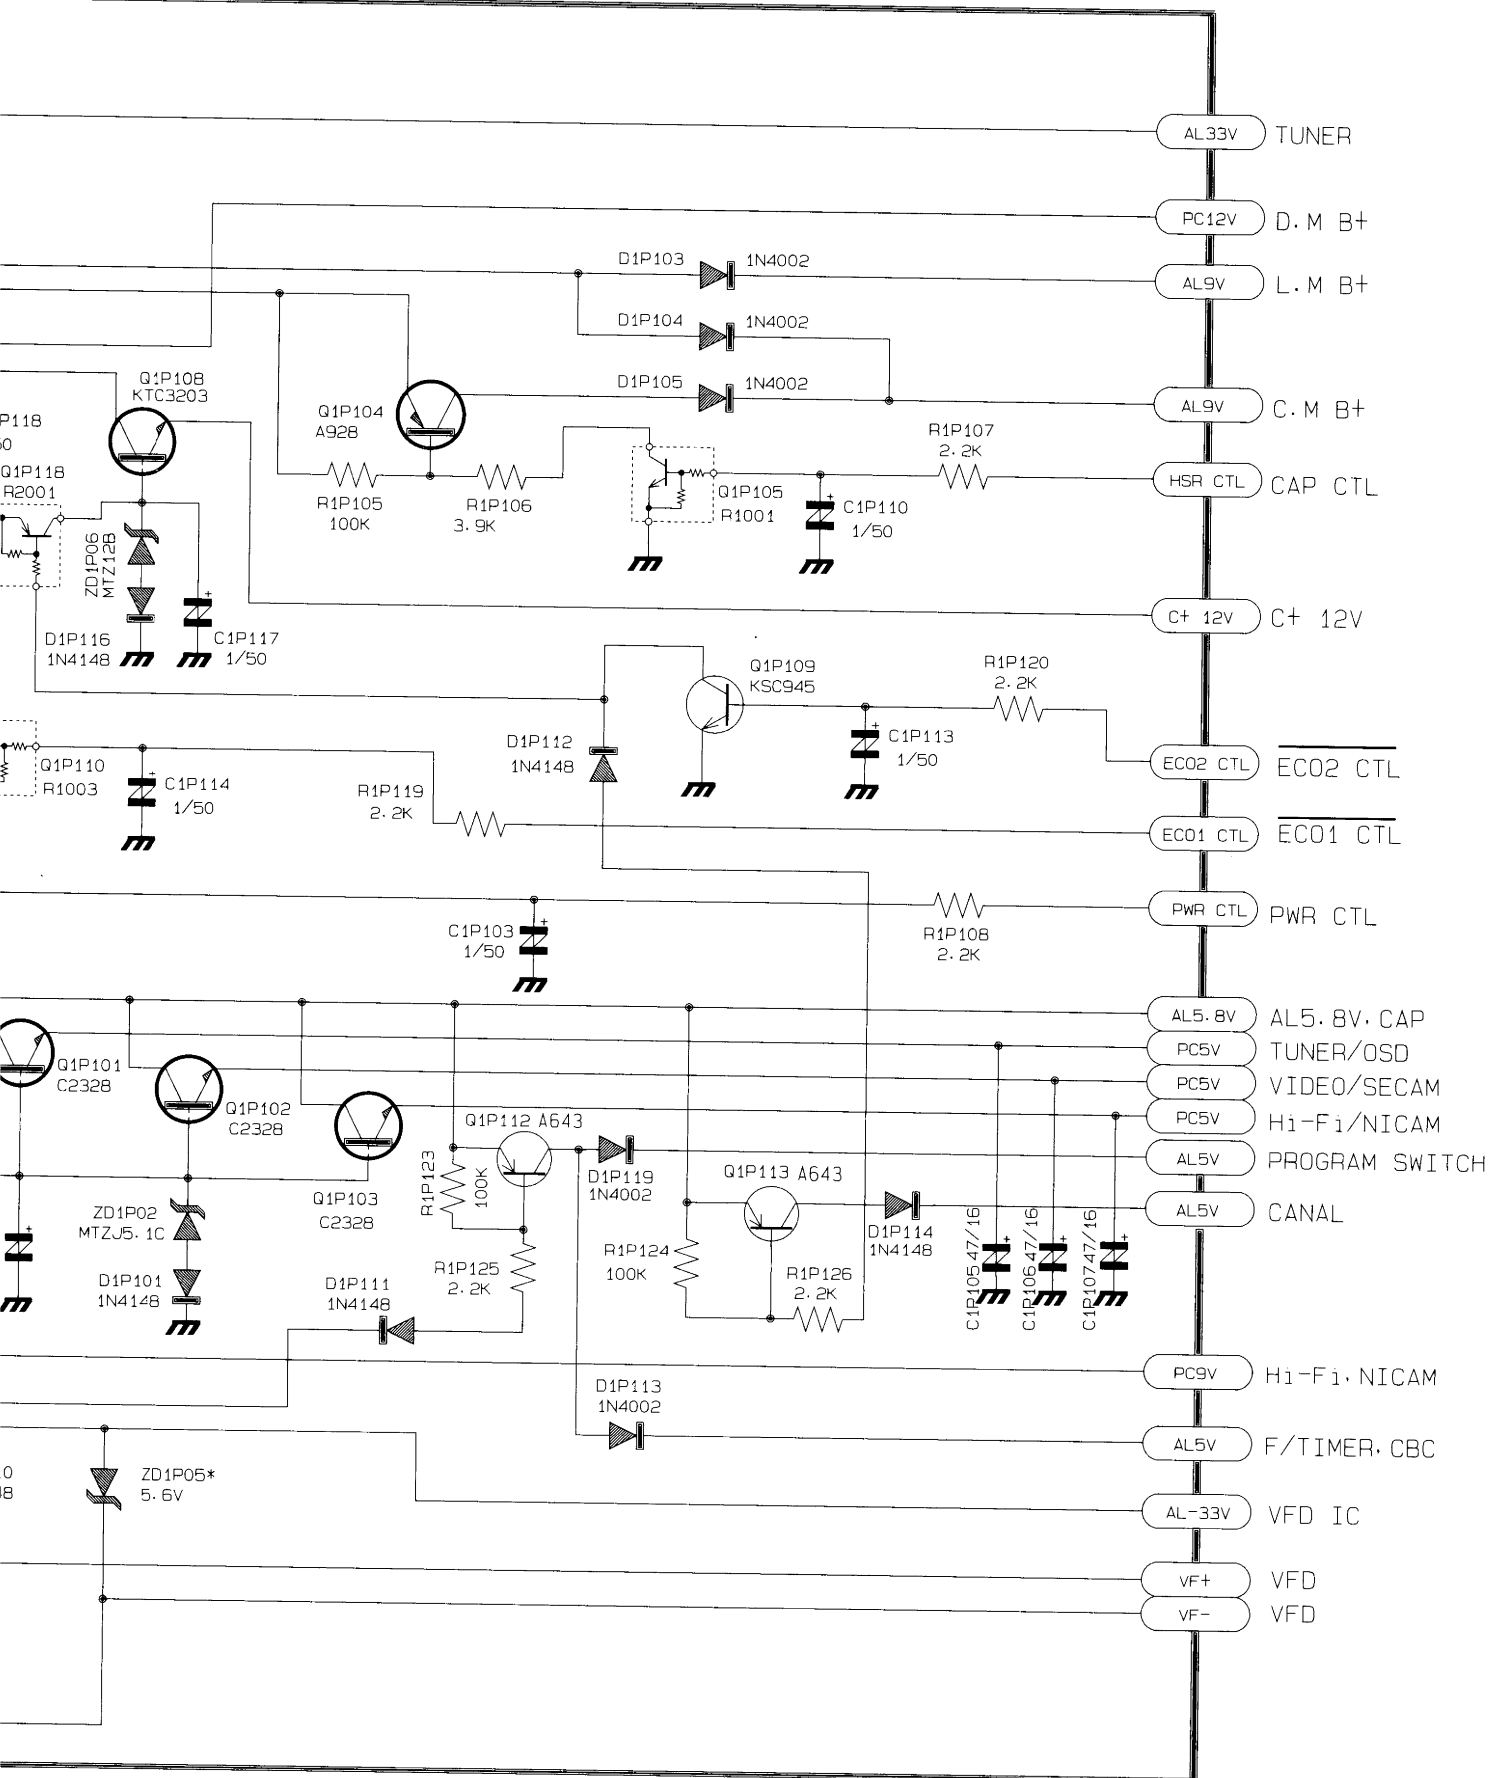 AL33V TUNER
PC12V D.M B+
D1P103 1N4002
AL9V L.M B+
D1P104 1N4002
D1P105 1N4002
Q1P108
KTC3203
AL9V C.M B+
P118
Q1P104
A928
R1P107
2.2K
Q1P118
R2001
HSR CTL CAP CTL
R1P105
100K
R1P106
3.9K
Q1P105
R1001
+
C1P110
1/50
ZD1P06
MTZ12B
C+ 12V C+ 12V
D1P116
1N4148
+
C1P117
1/50
Q1P109
KSC945
R1P120
2.2K
+
C1P113
1/50
D1P112
1N4148
ECO2 CTL ECO2 CTL
Q1P110
R1003
+
C1P114
1/50
R1P119
2.2K
ECO1 CTL ECO1 CTL
PWR CTL PWR CTL
+
C1P103
1/50
R1P108
2.2K
AL5.8V AL5.8V.CAP
PC5V TUNER/OSD
Q1P101
C2328
PC5V VIDEO/SECAM
Q1P102
C2328
PC5V Hi-Fi/NICAM
Q1P112 A643
AL5V PROGRAM SWITCH
R1P123
100K
D1P119
1N4002
Q1P113 A643
Q1P103
C2328
AL5V CANAL
ZD1P02
MTZJ5.1C
D1P114
1N4148
+
R1P124
100K
C1P105 47/16
+
C1P106 47/16
+
C1P107 47/16
+
D1P101
1N4148
D1P111
1N4148
R1P125
2.2K
R1P126
2.2K
PC9V Hi-Fi.NICAM
D1P113
1N4002
AL5V F/TIMER.CBC
ZD1P05*
5.6V
AL-33V VFD IC
VF+ VFD
VF- VFD